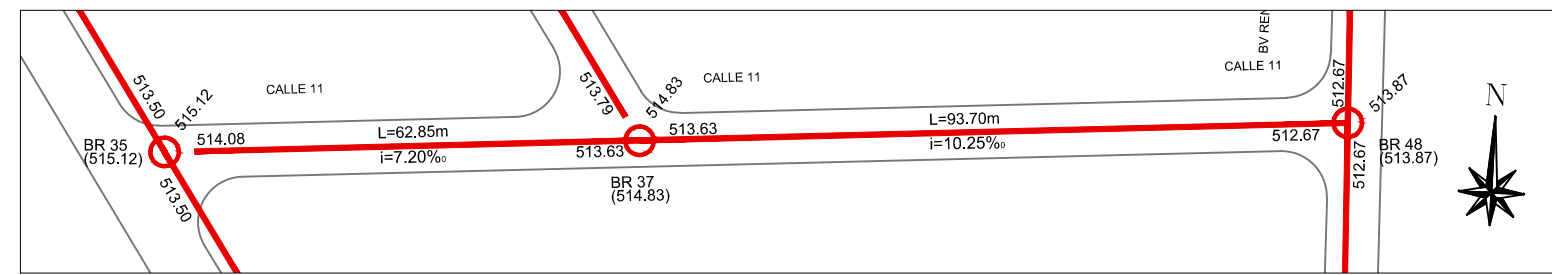 513.50
515.12
BR 35
(515.12)
513.50
CALLE 11
514.08
L=62.85m
i=7.20‰
513.79
514.83
513.63
513.63
BR 37
(514.83)
CALLE 11
L=93.70m
i=10.25‰
BV REN
CALLE 11
512.67
513.87
512.67
512.67
BR 48
(513.87)
N